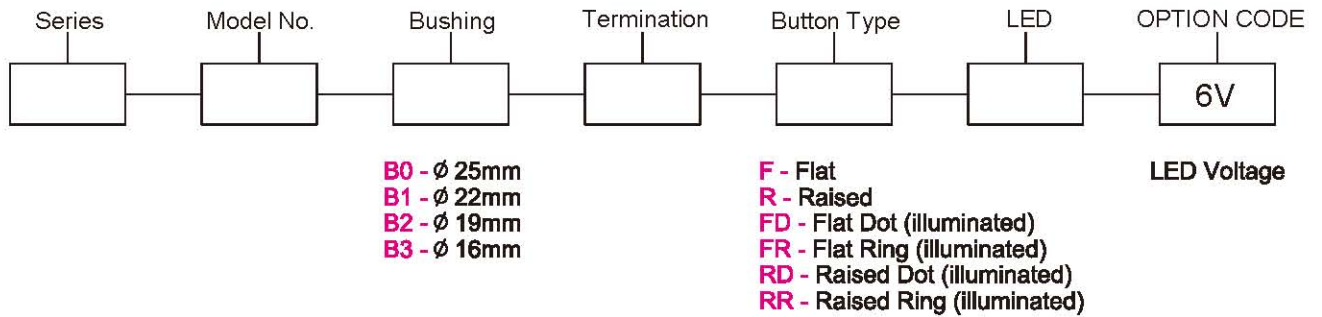 Series Model No. Bushing Termination Button Type LED OPTION CODE
6V
B0 - Ø 25mm
B1 - Ø 22mm
B2 - Ø 19mm
B3 - Ø 16mm
F - Flat
R - Raised
FD - Flat Dot (illuminated)
FR - Flat Ring (illuminated)
RD - Raised Dot (illuminated)
RR - Raised Ring (illuminated)
LED Voltage